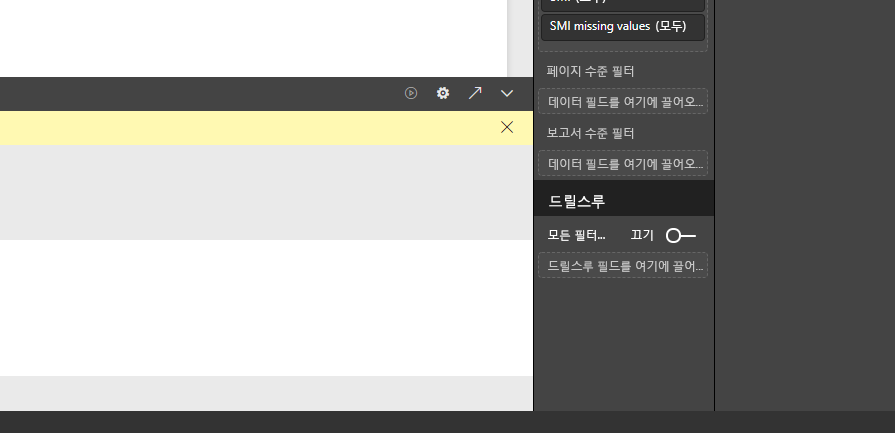 SMI missing values (모두)
페이지 수준 필터
데이터 필드를 여기에 끌어오...
보고서 수준 필터
데이터 필드를 여기에 끌어오...
드릴스루
모든 필터... 끄기
드릴스루 필드를 여기에 끌어...